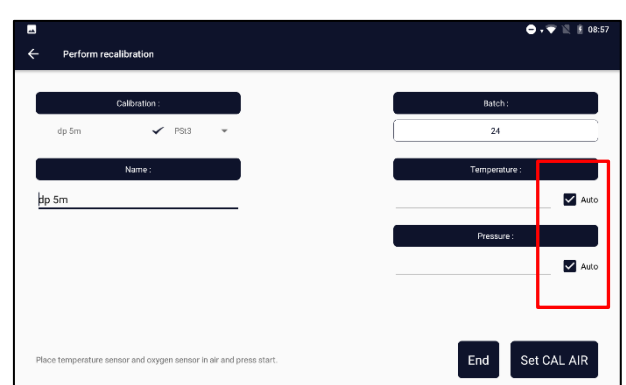 08:57
Perform recalibration
Calibration :
dp 5m PSt3
Name :
dp 5m
Batch :
24
Temperature :
Auto
Pressure :
Auto
Place temperature sensor and oxygen sensor in air and press start.
End Set CAL AIR